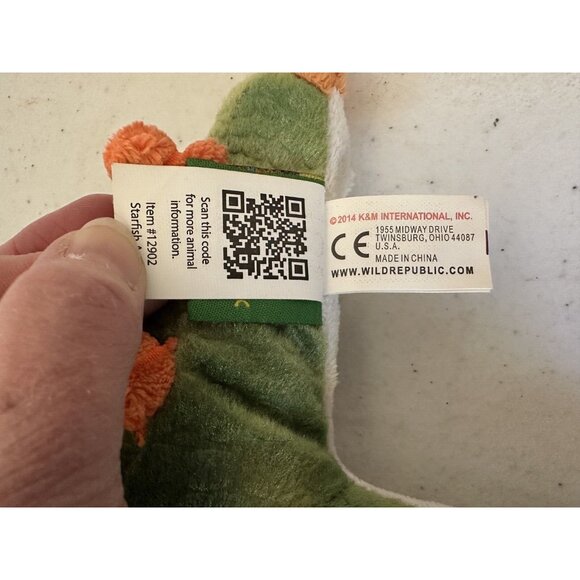 Scan this code
for more animal
information.
Item #12902
Starfish
© 2014 K&M INTERNATIONAL, INC.
CE
1955 MIDWAY DRIVE
TWINSBURG, OHIO 44087
U.S.A.
MADE IN CHINA
WWW.WILDREPUBLIC.COM